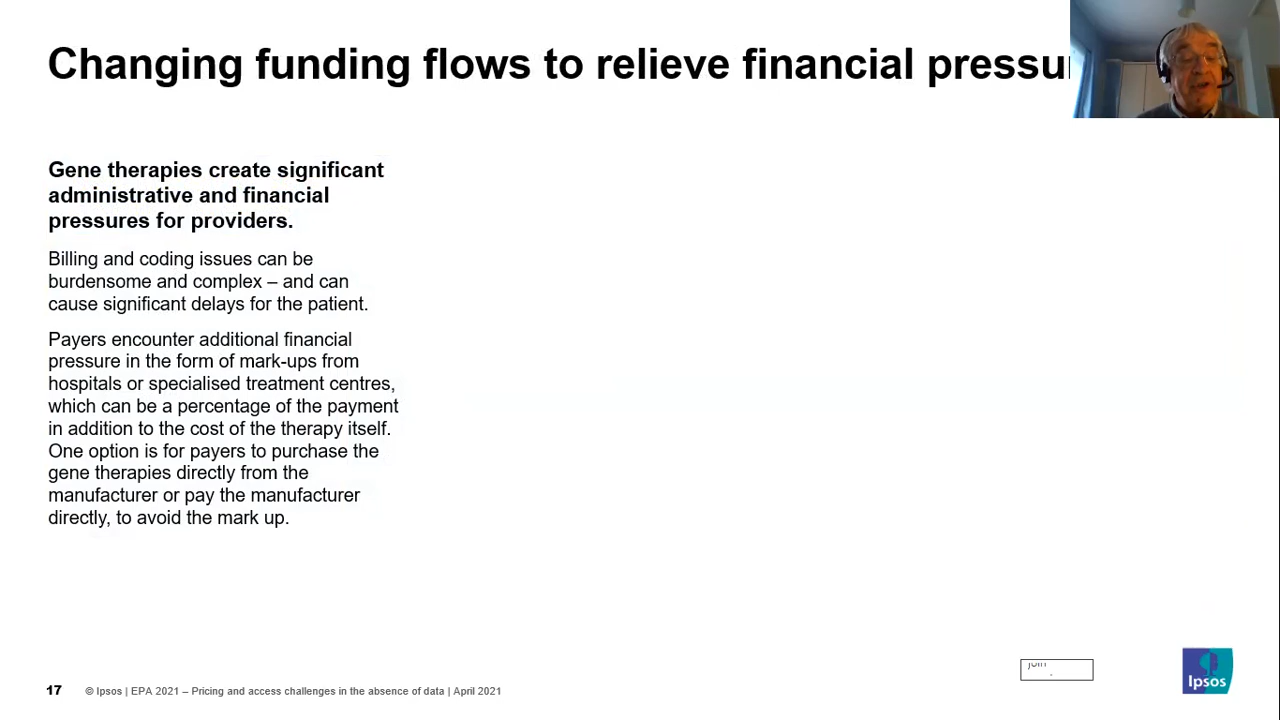 Changing funding flows to relieve financial
Gene therapies create significant
administrative and financial
pressures for providers.
Billing and coding issues can be
burdensome and complex – and can
cause significant delays for the patient.
Payers encounter additional financial
pressure in the form of mark-ups from
hospitals or specialised treatment centres,
which can be a percentage of the payment
in addition to the cost of the therapy itself.
One option is for payers to purchase the
gene therapies directly from the
manufacturer or pay the manufacturer
directly, to avoid the mark up.
17 © Ipsos | EPA 2021 – Pricing and access challenges in the absence of data | April 2021
Ipsos